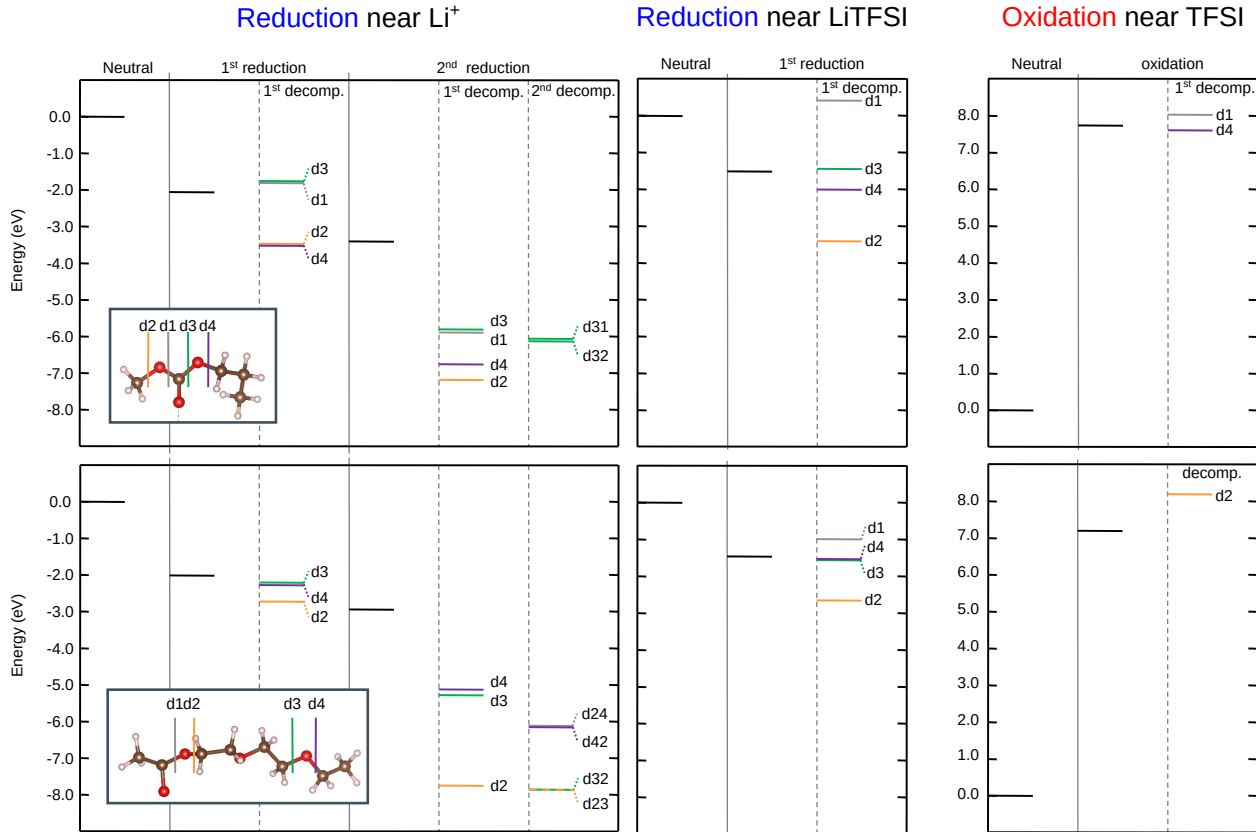 Reduction near Li⁺
Reduction near LiTFSI
Oxidation near TFSI
Neutral
1ˢᵗ reduction
2ⁿᵈ reduction
1ˢᵗ decomp.
1ˢᵗ decomp.
2ⁿᵈ decomp.
Energy (eV)
0.0
-1.0
-2.0
-3.0
-4.0
-5.0
-6.0
-7.0
-8.0
d3
d1
d2
d4
d3
d1
d4
d2
d31
d32
d2 d1 d3 d4
Neutral
1ˢᵗ reduction
1ˢᵗ decomp.
d1
d3
d4
d2
Neutral
oxidation
1ˢᵗ decomp.
8.0
7.0
6.0
5.0
4.0
3.0
2.0
1.0
0.0
d1
d4
Energy (eV)
0.0
-2.0
-3.0
-4.0
-5.0
-6.0
-7.0
-8.0
d3
d4
d2
d4
d3
d2
d24
d42
d32
d23
d1d2 d3 d4
d1
d4
d3
d2
decomp.
8.0
7.0
6.0
5.0
4.0
3.0
2.0
1.0
0.0
d2